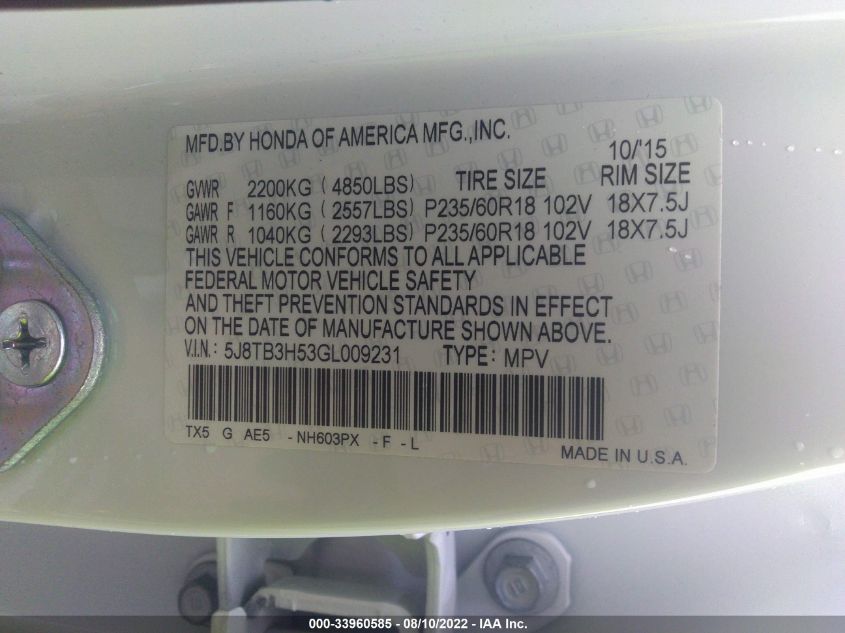 MFD.BY HONDA OF AMERICA MFG.,INC.
10/'15
GVWR 2200KG ( 4850LBS) TIRE SIZE RIM SIZE
GAWR F 1160KG ( 2557LBS) P235/60R18 102V 18X7.5J
GAWR R 1040KG ( 2293LBS) P235/60R18 102V 18X7.5J
THIS VEHICLE CONFORMS TO ALL APPLICABLE
FEDERAL MOTOR VEHICLE SAFETY
AND THEFT PREVENTION STANDARDS IN EFFECT
ON THE DATE OF MANUFACTURE SHOWN ABOVE.
V.I.N.: 5J8TB3H53GL009231 TYPE: MPV
TX5 G AE5 -NH603PX -F -L
MADE IN U.S.A.
000-33960585 - 08/10/2022 - IAA Inc.